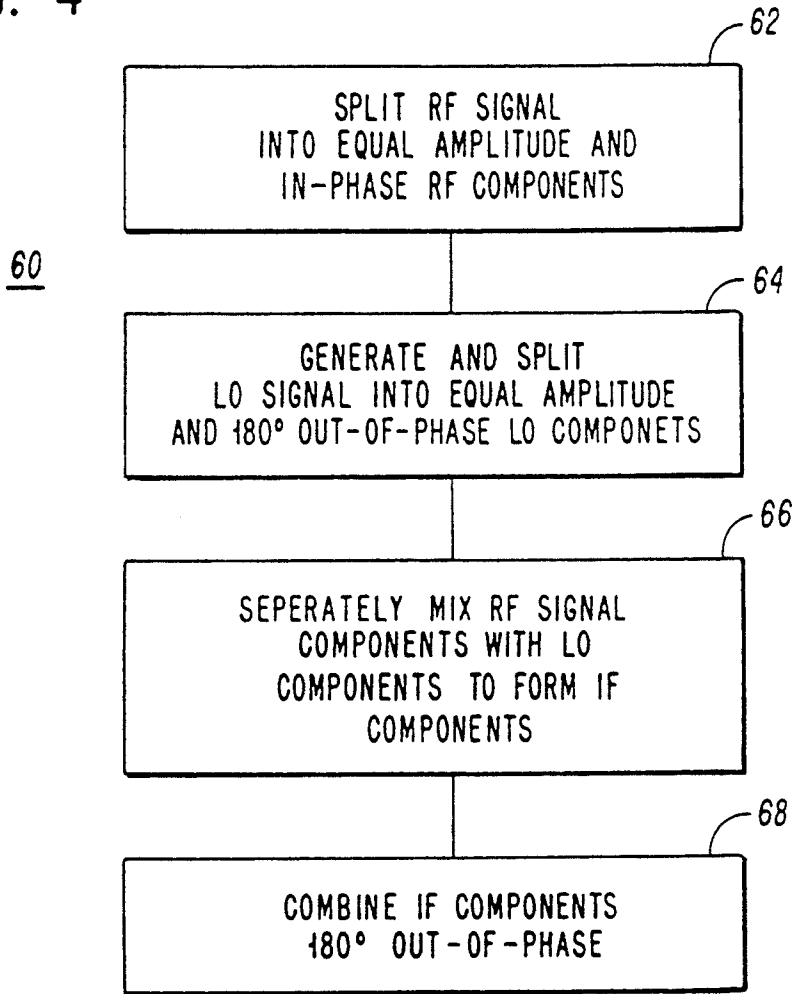 4
62
SPLIT RF SIGNAL
INTO EQUAL AMPLITUDE AND
IN-PHASE RF COMPONENTS
60
64
GENERATE AND SPLIT
LO SIGNAL INTO EQUAL AMPLITUDE
AND 180° OUT-OF-PHASE LO COMPONETS
66
SEPERATELY MIX RF SIGNAL
COMPONENTS WITH LO
COMPONENTS TO FORM IF
COMPONENTS
68
COMBINE IF COMPONENTS
180° OUT-OF-PHASE